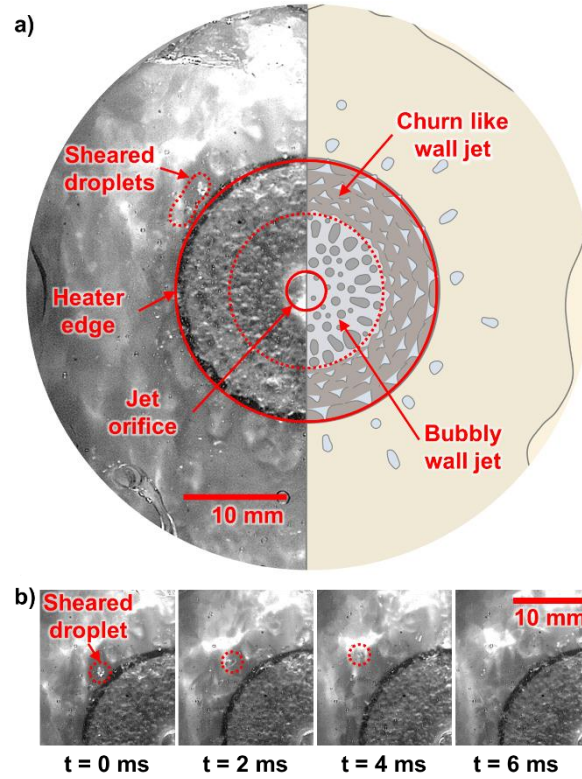 a)
Churn like
wall jet
Sheared
droplets
Heater
edge
Jet
orifice
Bubbly
wall jet
10 mm
b)
Sheared
droplet
10 mm
t = 0 ms
t = 2 ms
t = 4 ms
t = 6 ms